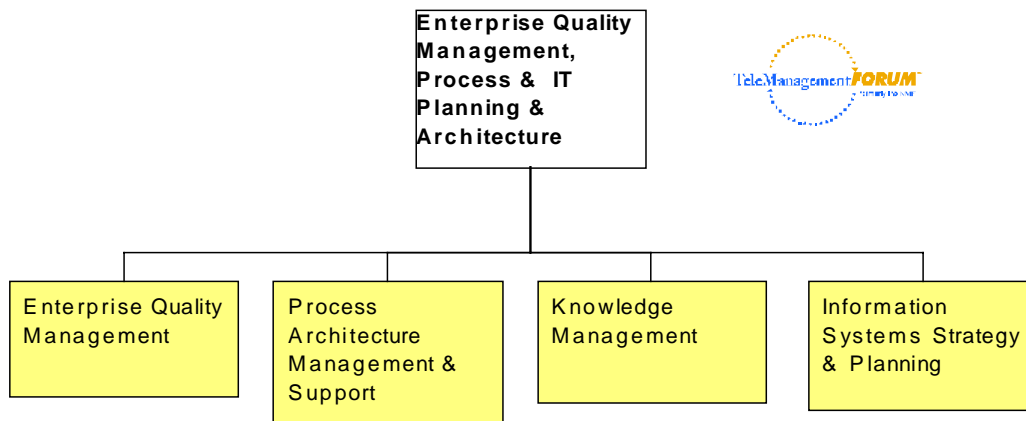 Enterprise Quality
Management,
Process & IT
Planning &
Architecture
TeleManagement FORUM
Enterprise Quality
Management
Process
Architecture
Management &
Support
Knowledge
Management
Information
Systems Strategy
& Planning